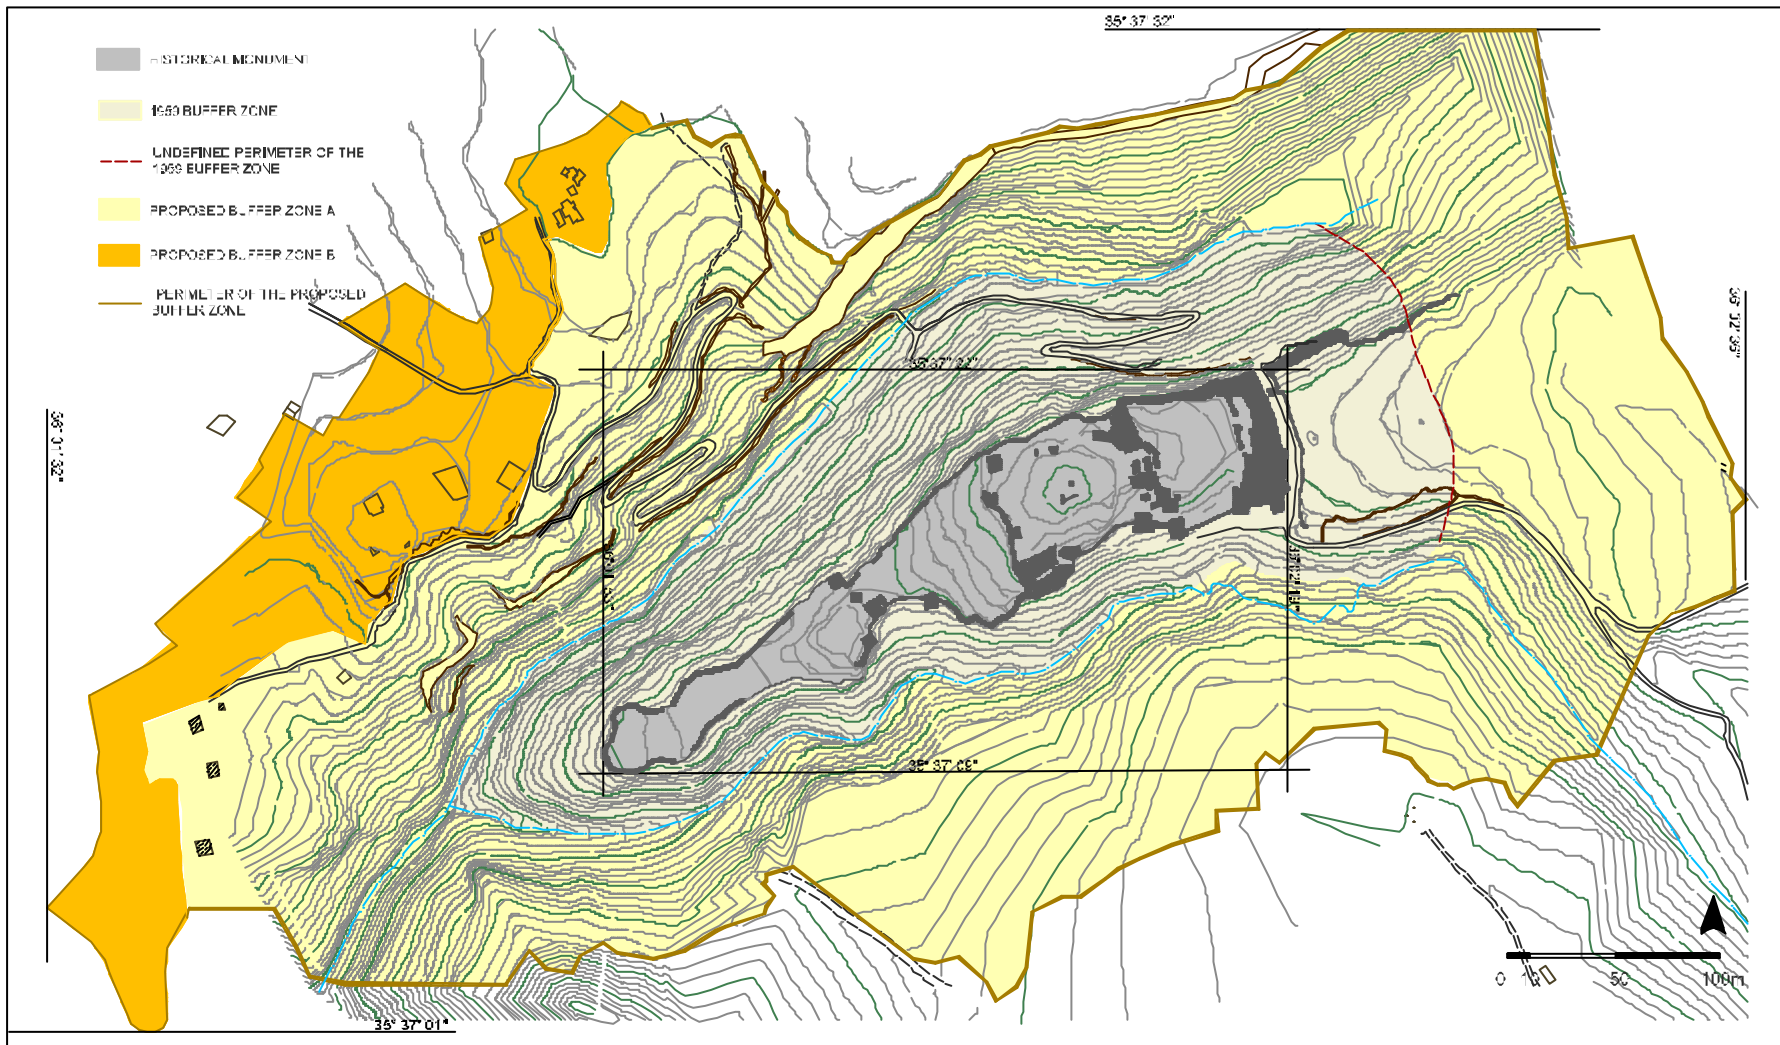 35° 37' 32"
HISTORICAL MONUMENT
1959 BUFFER ZONE
UNDEFINED PERIMETER OF THE
1959 BUFFER ZONE
PROPOSED BUFFER ZONE A
PROPOSED BUFFER ZONE B
PERIMETER OF THE PROPOSED
BUFFER ZONE
35° 37' 22"
35° 37' 09"
0 10 50 100m
35° 37' 01"